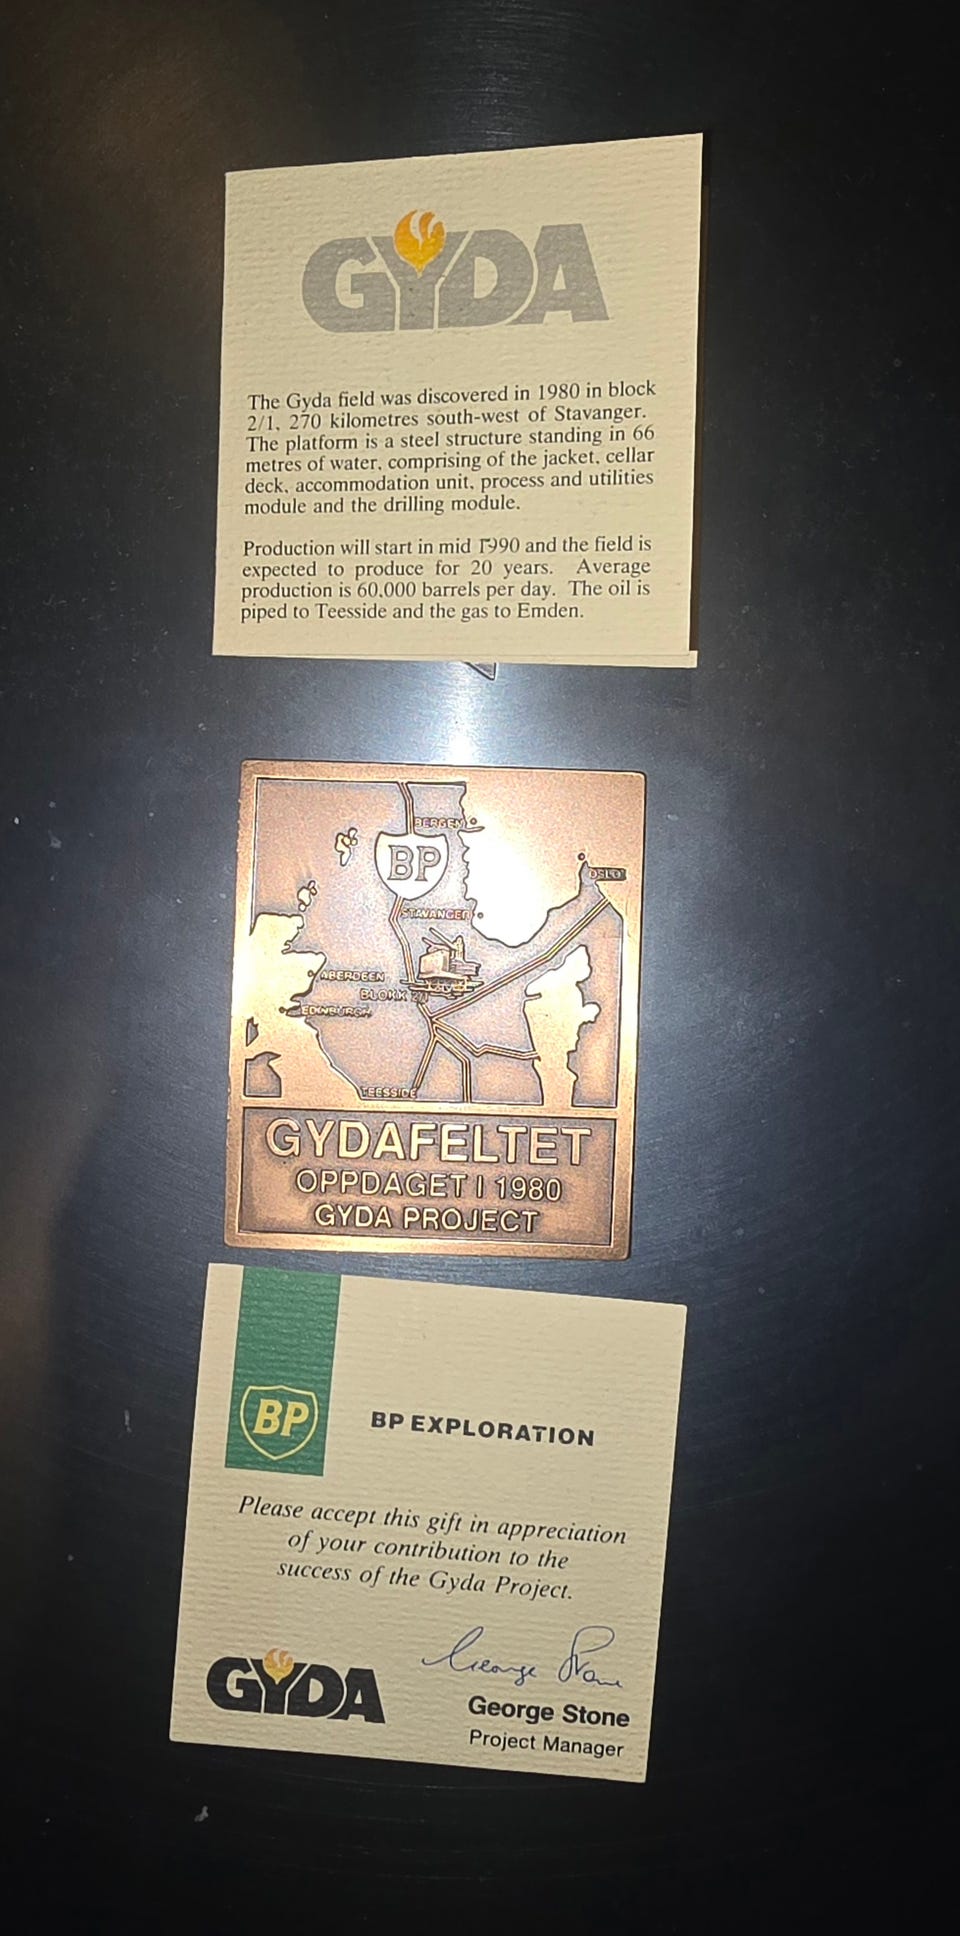 GYDA
The Gyda field was discovered in 1980 in block
2/1, 270 kilometres south-west of Stavanger.
The platform is a steel structure standing in 66
metres of water, comprising of the jacket, cellar
deck, accommodation unit, process and utilities
module and the drilling module.
Production will start in mid 1990 and the field is
expected to produce for 20 years. Average
production is 60,000 barrels per day. The oil is
piped to Teesside and the gas to Emden.
BERGEN
BP
OSLO
STAVANGER
ABERDEEN
BLOKK 2/1
EDINBURGH
TEESSIDE
GYDAFELTET
OPPDAGET I 1980
GYDA PROJECT
BP
BP EXPLORATION
Please accept this gift in appreciation
of your contribution to the
success of the Gyda Project.
George Stone
GYDA
George Stone
Project Manager